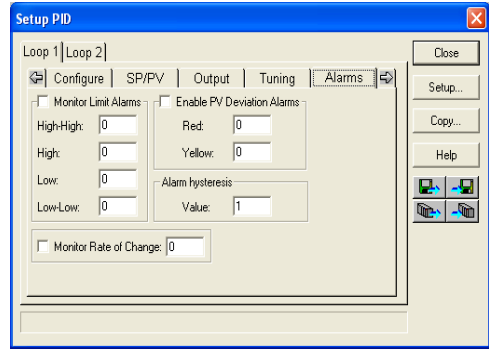 Setup PID
Loop 1 Loop 2
Configure SP/PV Output Tuning Alarms
Monitor Limit Alarms
High-High: 0
High: 0
Low: 0
Low-Low: 0
Enable PV Deviation Alarms
Red: 0
Yellow: 0
Alarm hysteresis
Value: 1
Monitor Rate of Change: 0
Close
Setup...
Copy...
Help